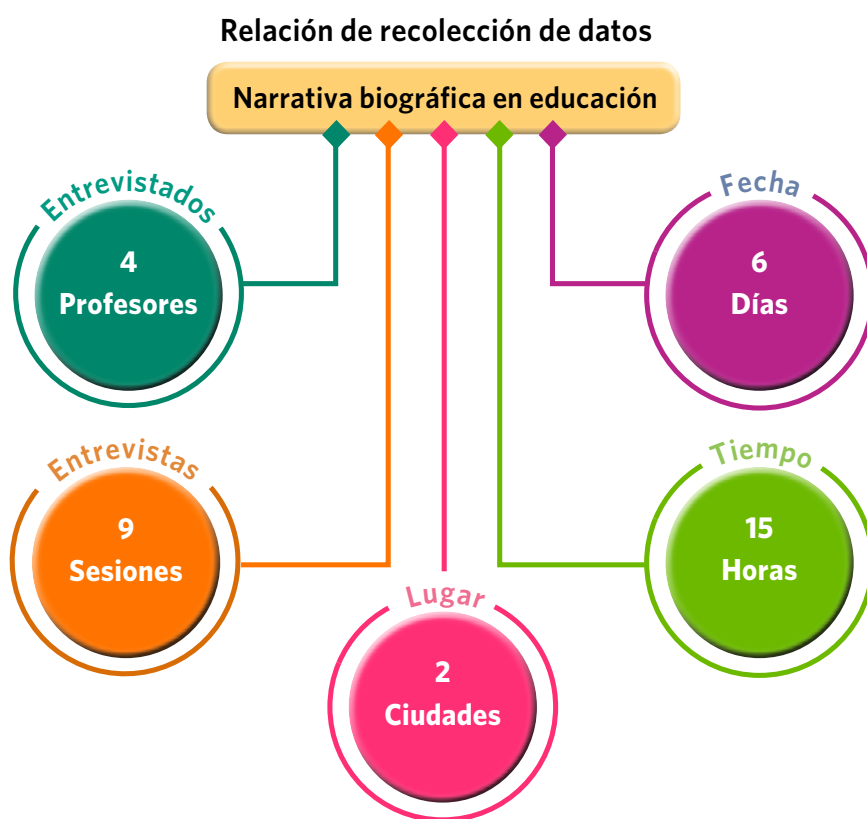 Relación de recolección de datos
Narrativa biográfica en educación
Entrevistados
4
Profesores
Fecha
6
Días
Entrevistas
9
Sesiones
Tiempo
15
Horas
Lugar
2
Ciudades